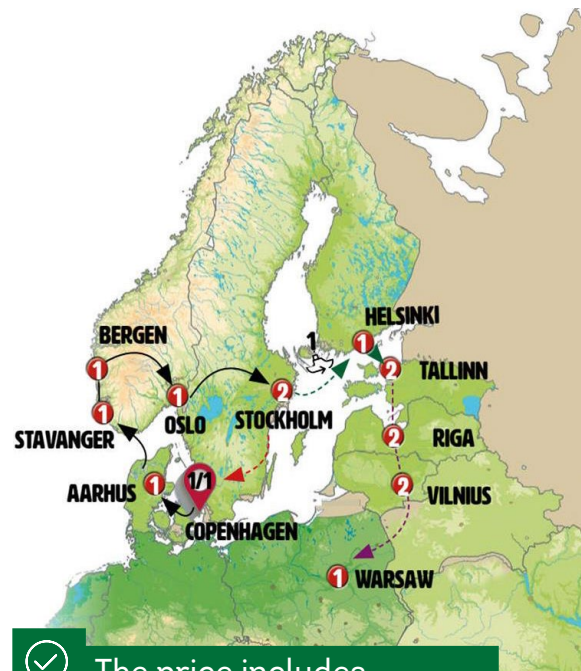 HELSINKI
1
1
BERGEN
1
2
TALLINN
1
1
2
OSLO
STOCKHOLM
1
STAVANGER
2
RIGA
1/1
AARHUS
1
2
VILNIUS
COPENHAGEN
1
WARSAW
The price includes